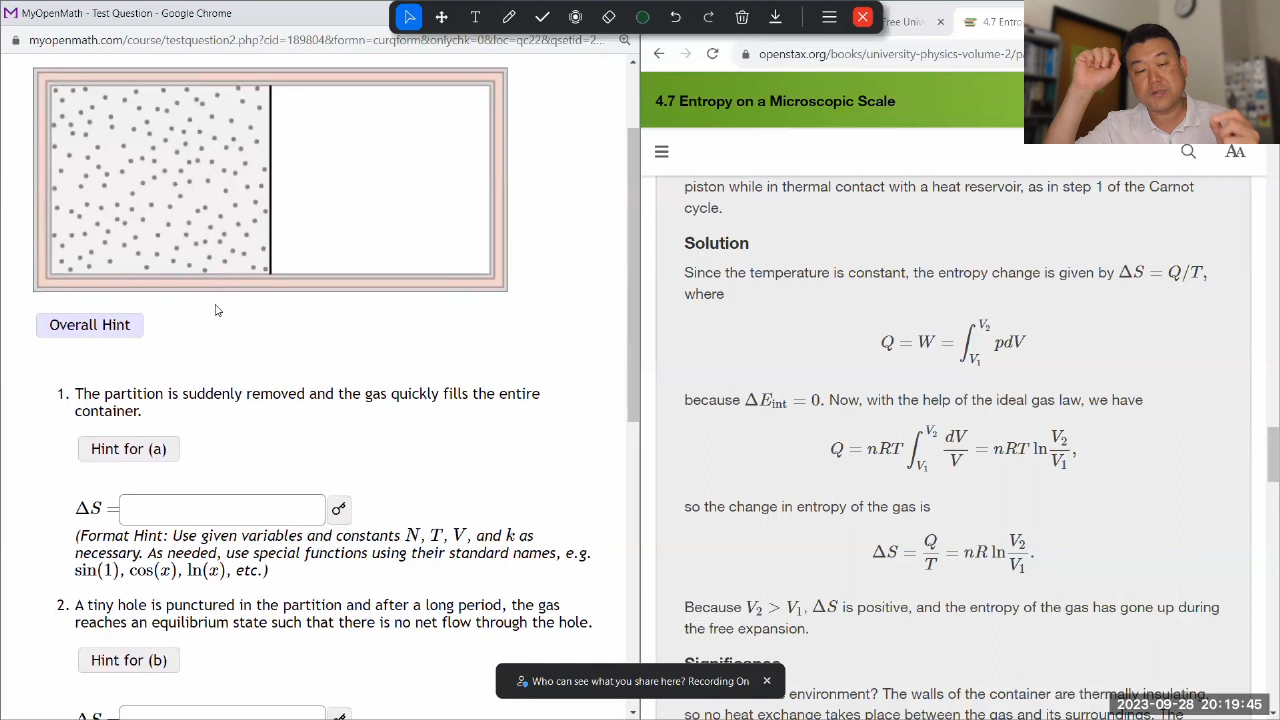 MyOpenMath - Test Question - Google Chrome
myopenmath.com/course/testquestion2.php?cid=189804&formn=curqform&onlychk=0&loc=qc22&qsetid=2...
Overall Hint
1. The partition is suddenly removed and the gas quickly fills the entire
container.
Hint for (a)
ΔS =
(Format Hint: Use given variables and constants N, T, V, and k as
necessary. As needed, use special functions using their standard names, e.g.
sin(1), cos(x), ln(x), etc.)
2. A tiny hole is punctured in the partition and after a long period, the gas
reaches an equilibrium state such that there is no net flow through the hole.
Hint for (b)
T
ree Univ
4.7 Entro
openstax.org/books/university-physics-volume-2/pa
4.7 Entropy on a Microscopic Scale
AA
piston while in thermal contact with a heat reservoir, as in step 1 of the Carnot
cycle.
Solution
Since the temperature is constant, the entropy change is given by ΔS = Q/T,
where
Q = W = ∫_{V₁}^{V₂} pdV
because ΔE_int = 0. Now, with the help of the ideal gas law, we have
Q = nRT ∫_{V₁}^{V₂} dV/V = nRT ln V₂/V₁,
so the change in entropy of the gas is
ΔS = Q/T = nR ln V₂/V₁.
Because V₂ > V₁, ΔS is positive, and the entropy of the gas has gone up during
the free expansion.
Significance
environment? The walls of the container are thermally insulating,
so no heat exchange takes place between the gas and its surroundings. The
Who can see what you share here? Recording On
2023-09-28 20:19:45